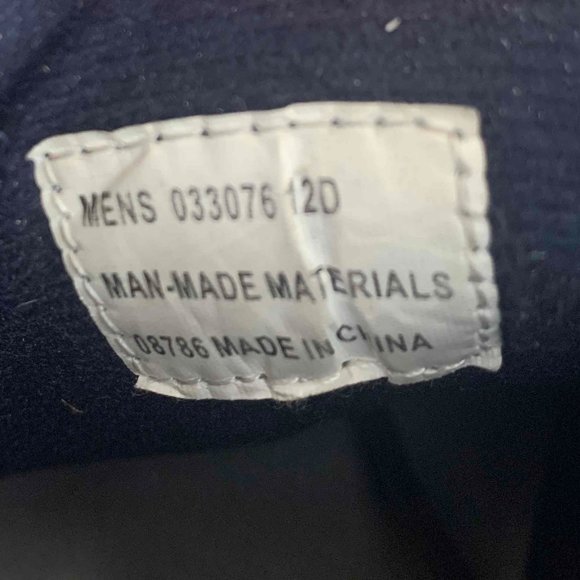 MENS 033076 12D
MAN-MADE MATERIALS
08786 MADE IN CHINA